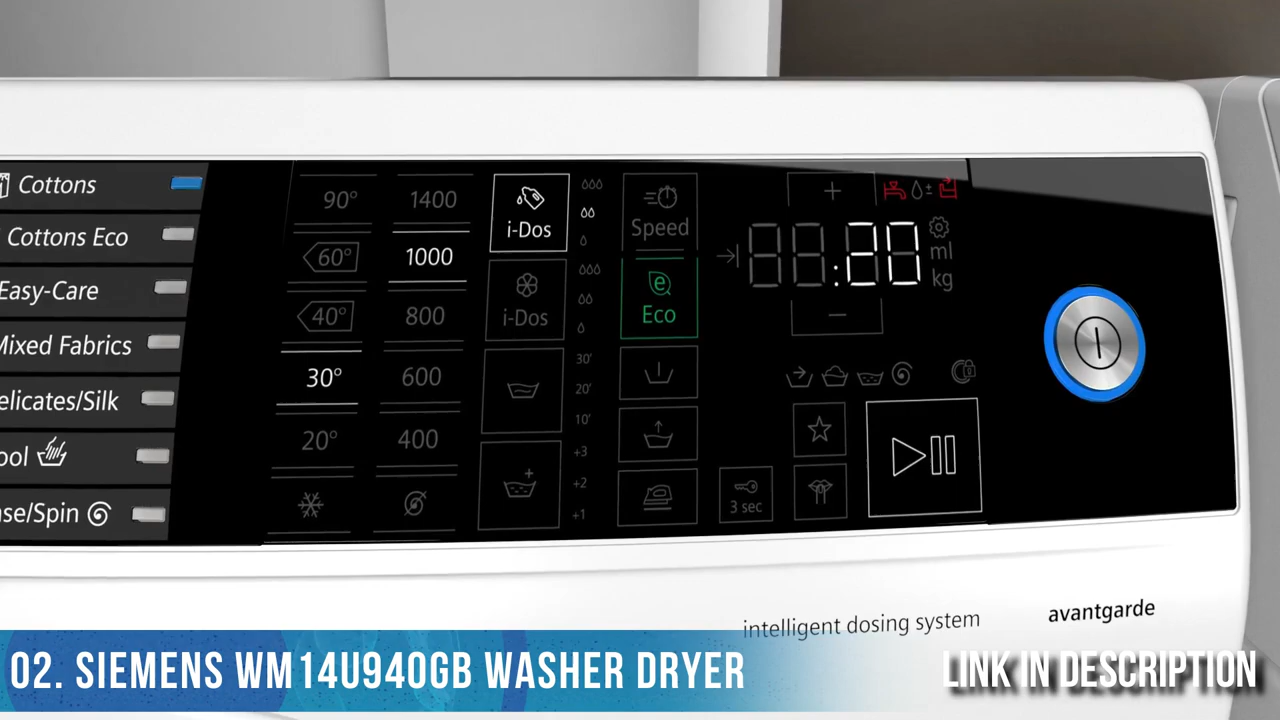 Cottons
Cottons Eco
Easy-Care
Mixed Fabrics
elicates/Silk
ool
se/Spin
90°
60°
40°
30°
20°
1400
1000
800
600
400
i-Dos
i-Dos
30'
20'
10'
+3
+2
+1
Speed
e
Eco
+
:20
ml
kg
−
3 sec
intelligent dosing system
avantgarde
02. SIEMENS WM14U940GB WASHER DRYER
LINK IN DESCRIPTION